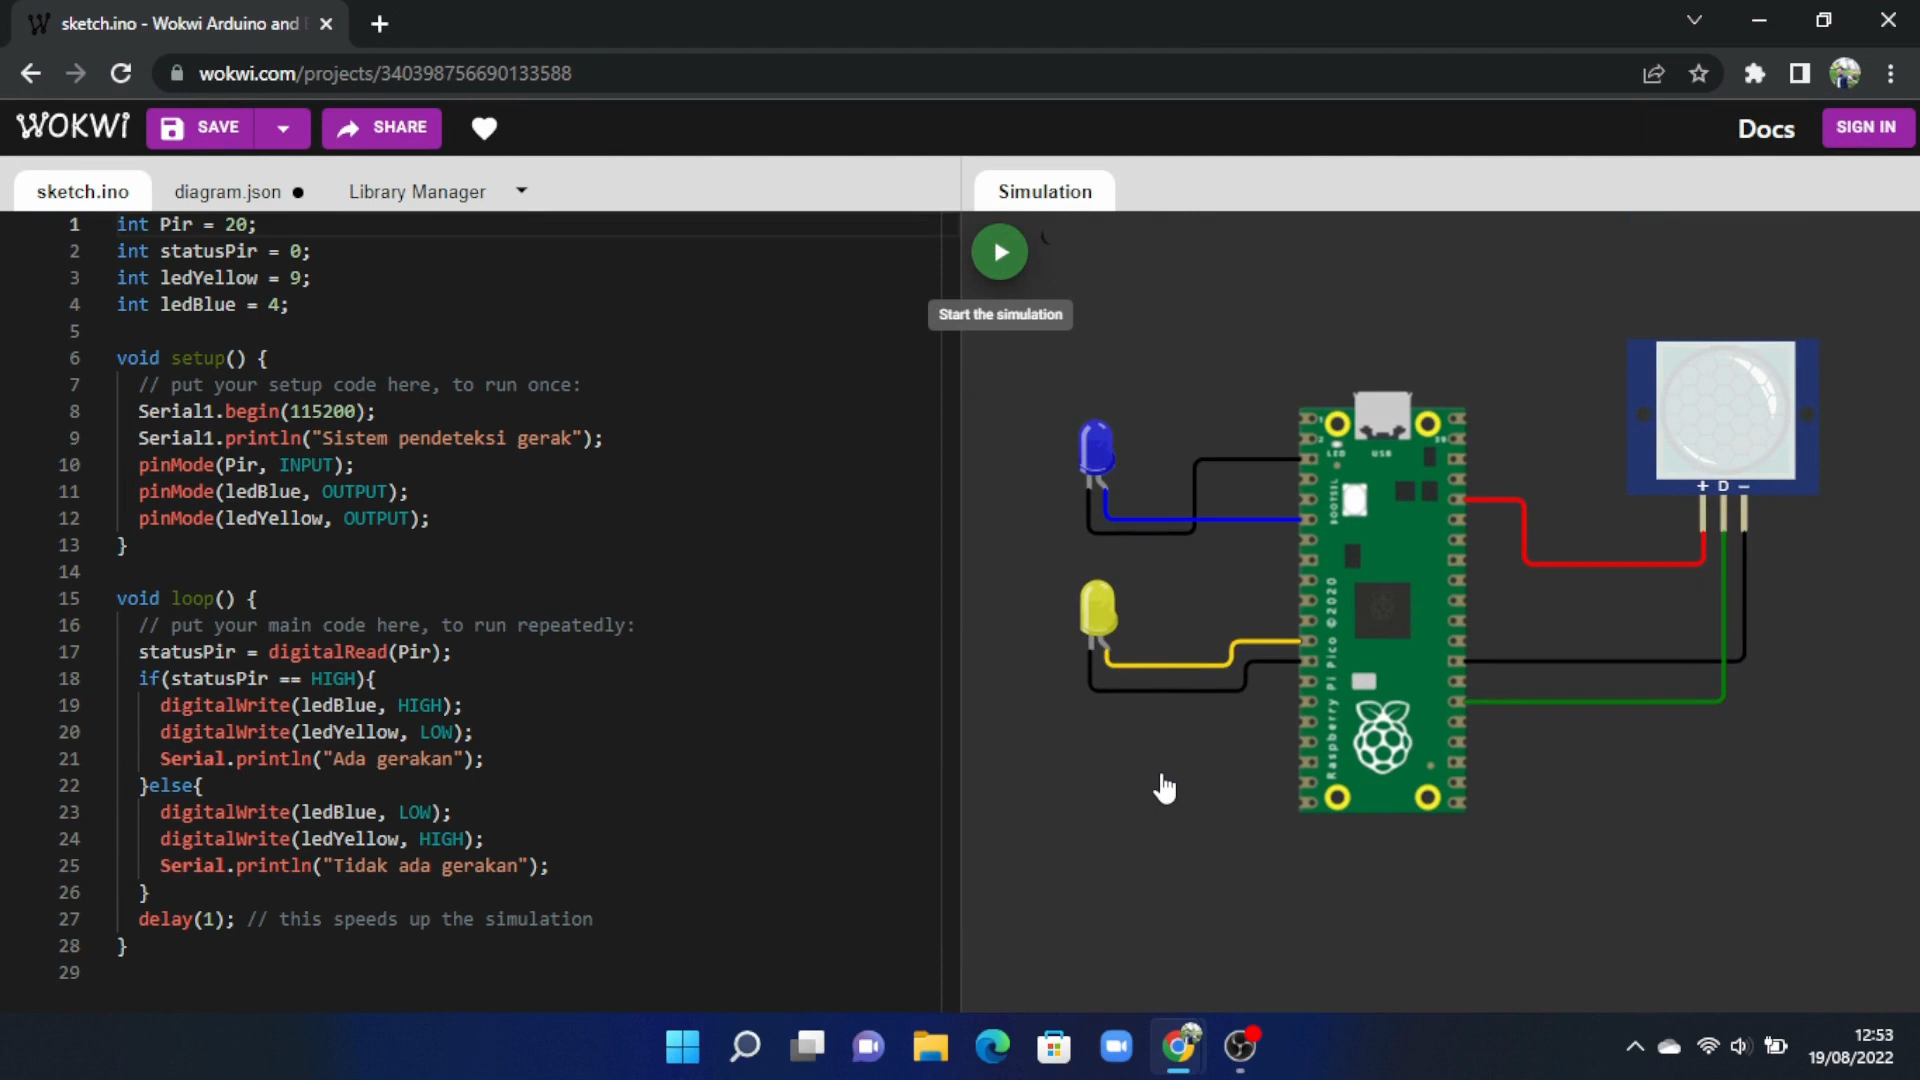 sketch.ino - Wokwi Arduino and
wokwi.com/projects/340398756690133588
WOKWI
SAVE
SHARE
Docs
SIGN IN
sketch.ino
diagram.json ●
Library Manager
Simulation
1 int Pir = 20;
2 int statusPir = 0;
3 int ledYellow = 9;
4 int ledBlue = 4;
5
6 void setup() {
7 // put your setup code here, to run once:
8 Serial1.begin(115200);
9 Serial1.println("Sistem pendeteksi gerak");
10 pinMode(Pir, INPUT);
11 pinMode(ledBlue, OUTPUT);
12 pinMode(ledYellow, OUTPUT);
13 }
14
15 void loop() {
16 // put your main code here, to run repeatedly:
17 statusPir = digitalRead(Pir);
18 if(statusPir == HIGH){
19 digitalWrite(ledBlue, HIGH);
20 digitalWrite(ledYellow, LOW);
21 Serial.println("Ada gerakan");
22 }else{
23 digitalWrite(ledBlue, LOW);
24 digitalWrite(ledYellow, HIGH);
25 Serial.println("Tidak ada gerakan");
26 }
27 delay(1); // this speeds up the simulation
28 }
29
Start the simulation
LED
USB
BOOTSEL
Raspberry Pi Pico ©2020
+ D −
12:53
19/08/2022